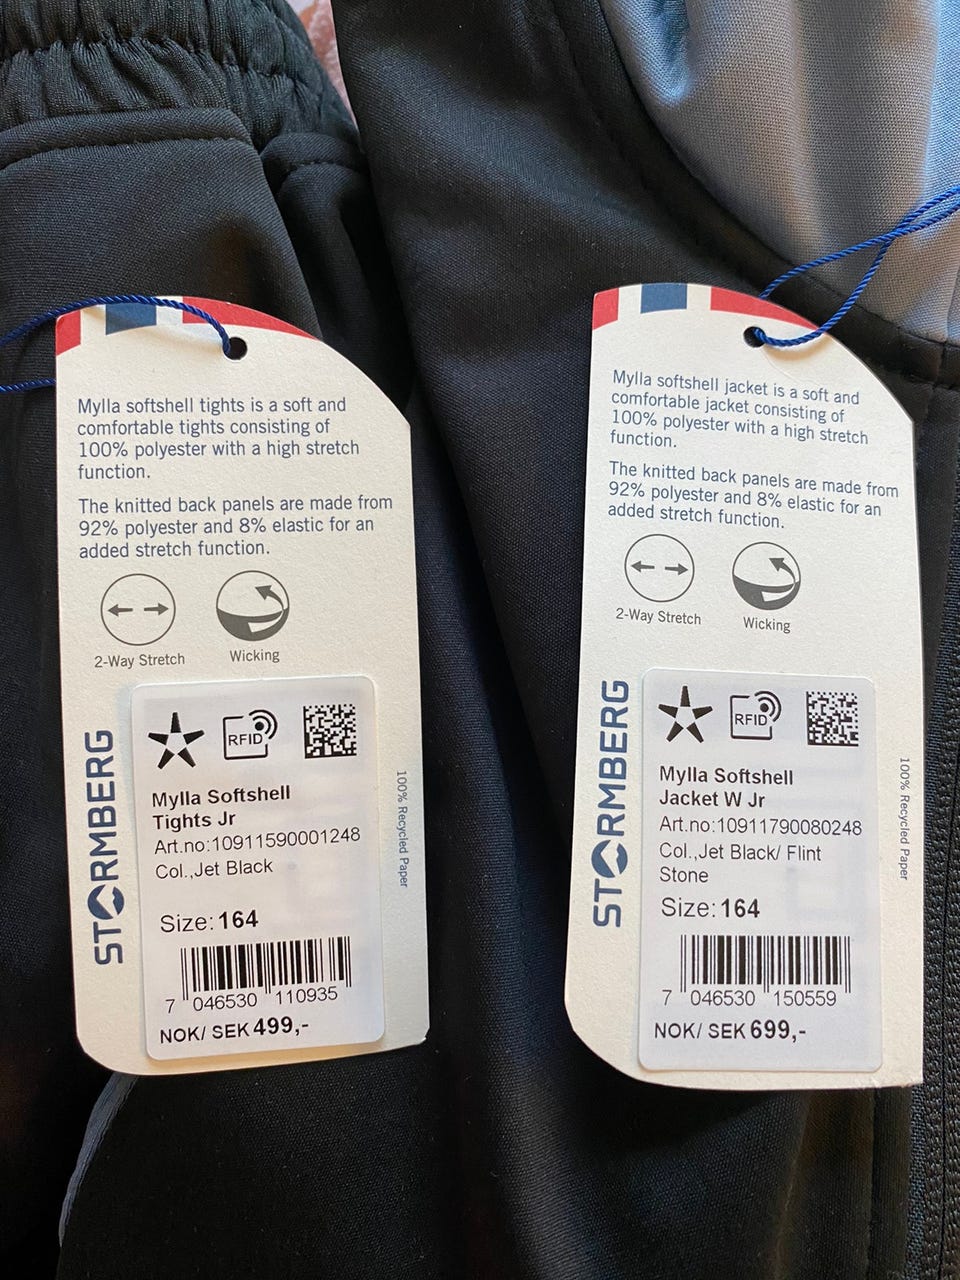 Mylla softshell tights is a soft and
comfortable tights consisting of
100% polyester with a high stretch
function.
The knitted back panels are made from
92% polyester and 8% elastic for an
added stretch function.
2-Way Stretch
Wicking
STORMBERG
RFID
Mylla Softshell
Tights Jr
Art.no:10911590001248
Col.,Jet Black
Size: 164
7 046530 110935
NOK/ SEK 499,-
100% Recycled Paper
Mylla softshell jacket is a soft and
comfortable jacket consisting of
100% polyester with a high stretch
function.
The knitted back panels are made from
92% polyester and 8% elastic for an
added stretch function.
2-Way Stretch
Wicking
STORMBERG
RFID
Mylla Softshell
Jacket W Jr
Art.no:10911790080248
Col.,Jet Black/ Flint
Stone
Size: 164
7 046530 150559
NOK/ SEK 699,-
100% Recycled Paper